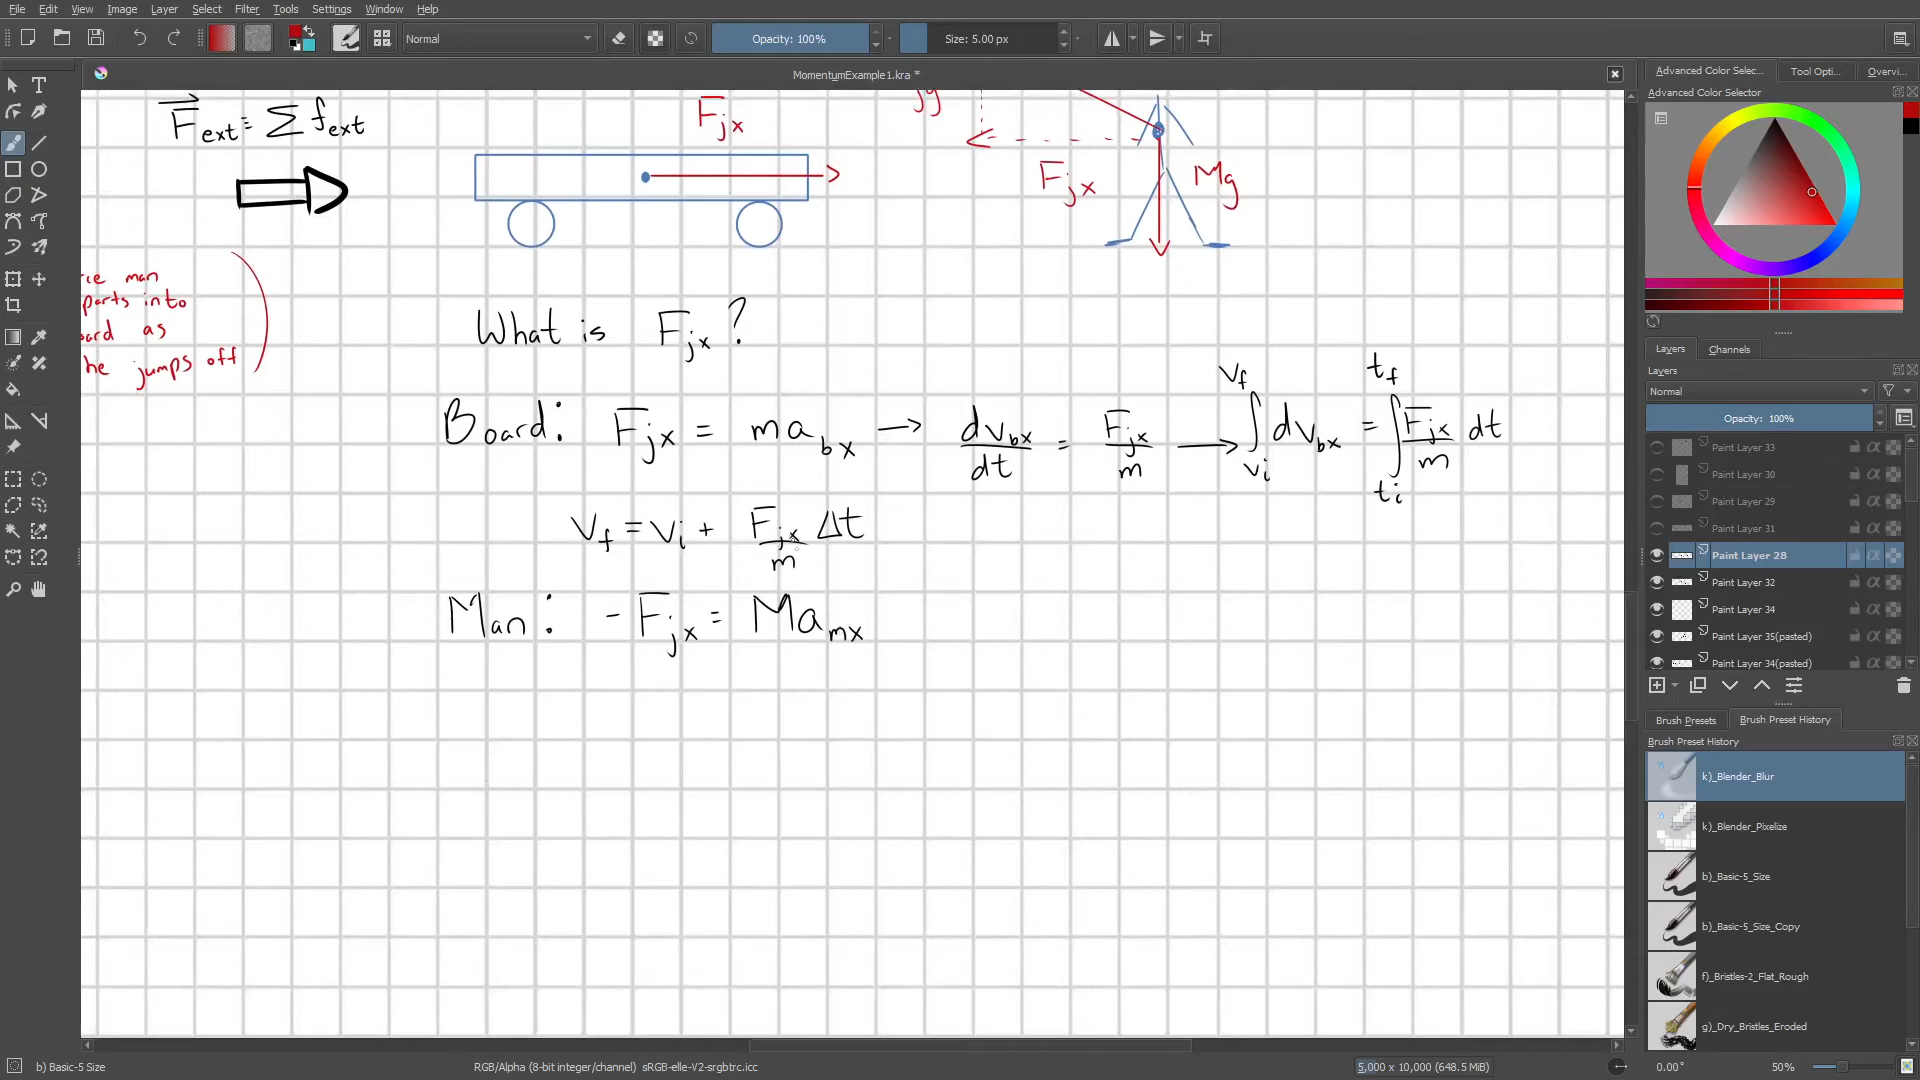 File Edit View Image Layer Select Filter Tools Settings Window Help
Normal
Opacity: 100%
Size: 5.00 px
MomentumExample1.kra *
Advanced Color Selec...
Tool Opti...
Overvi...
Advanced Color Selector
F⃗ext = ∑ fext
Fjx
jy
Fjx
Mg
man
parts into
as
he jumps off
What is Fjx?
Board: Fjx = ma_bx → dv_bx/dt = Fjx/m → ∫_{vi}^{vf} dv_bx = ∫_{ti}^{tf} Fjx/m dt
vf = vi + Fjx/m Δt
Man: -Fjx = Ma_mx
Layers
Channels
Layers
Normal
Opacity: 100%
Paint Layer 33
Paint Layer 30
Paint Layer 29
Paint Layer 31
Paint Layer 28
Paint Layer 32
Paint Layer 34
Paint Layer 35(pasted)
Paint Layer 34(pasted)
Brush Presets
Brush Preset History
Brush Preset History
k)_Blender_Blur
k)_Blender_Pixelize
b)_Basic-5_Size
b)_Basic-5_Size_Copy
f)_Bristles-2_Flat_Rough
g)_Dry_Bristles_Eroded
b) Basic-5 Size
RGB/Alpha (8-bit integer/channel) sRGB-elle-V2-srgbtrc.icc
5,000 x 10,000 (648.5 MiB)
0.00°
50%